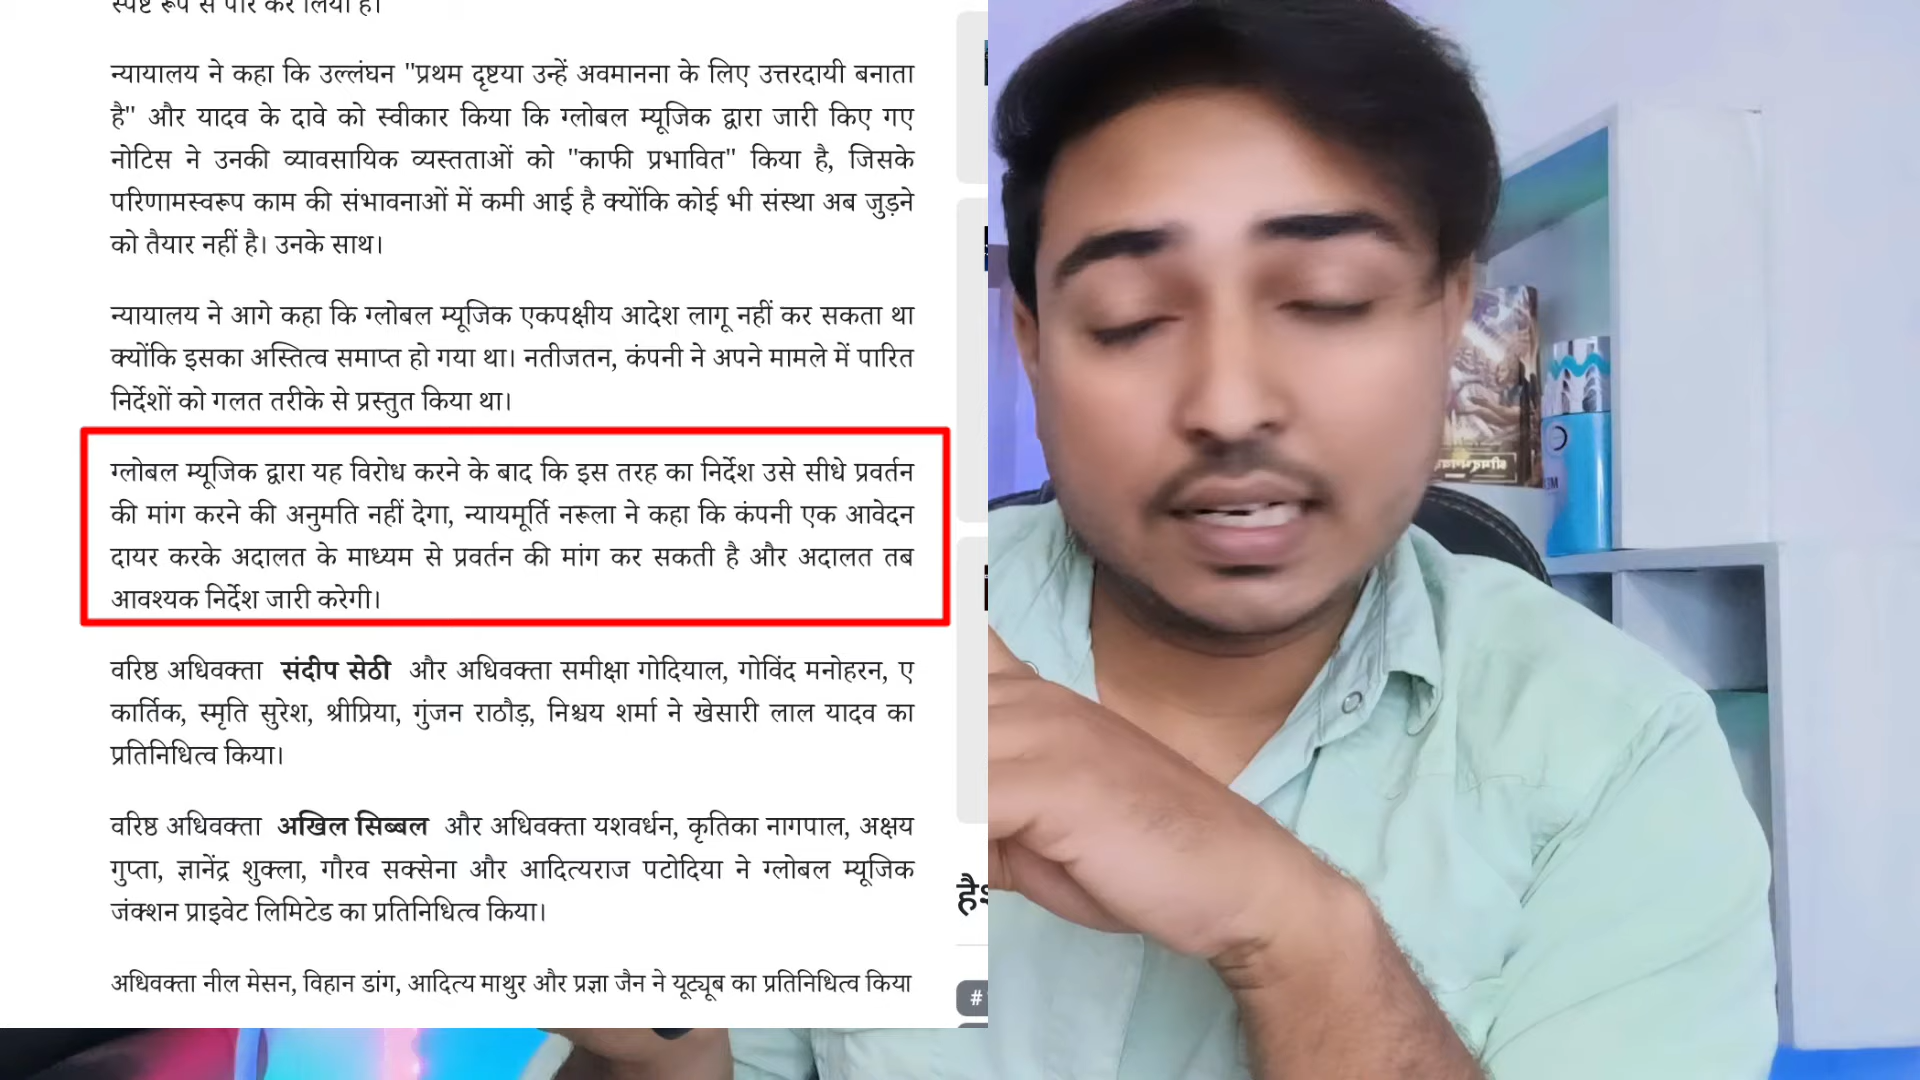 स्पष्ट रूप से पार कर लिया है।
न्यायालय ने कहा कि उल्लंघन "प्रथम दृष्टया उन्हें अवमानना के लिए उत्तरदायी बनाता
है" और यादव के दावे को स्वीकार किया कि ग्लोबल म्यूजिक द्वारा जारी किए गए
नोटिस ने उनकी व्यावसायिक व्यस्तताओं को "काफी प्रभावित" किया है, जिसके
परिणामस्वरूप काम की संभावनाओं में कमी आई है क्योंकि कोई भी संस्था अब जुड़ने
को तैयार नहीं है। उनके साथ।
न्यायालय ने आगे कहा कि ग्लोबल म्यूजिक एकपक्षीय आदेश लागू नहीं कर सकता था
क्योंकि इसका अस्तित्व समाप्त हो गया था। नतीजतन, कंपनी ने अपने मामले में पारित
निर्देशों को गलत तरीके से प्रस्तुत किया था।
ग्लोबल म्यूजिक द्वारा यह विरोध करने के बाद कि इस तरह का निर्देश उसे सीधे प्रवर्तन
की मांग करने की अनुमति नहीं देगा, न्यायमूर्ति नरूला ने कहा कि कंपनी एक आवेदन
दायर करके अदालत के माध्यम से प्रवर्तन की मांग कर सकती है और अदालत तब
आवश्यक निर्देश जारी करेगी।
वरिष्ठ अधिवक्ता संदीप सेठी और अधिवक्ता समीक्षा गोदियाल, गोविंद मनोहरन, ए
कार्तिक, स्मृति सुरेश, श्रीप्रिया, गुंजन राठौड़, निश्चय शर्मा ने खेसारी लाल यादव का
प्रतिनिधित्व किया।
वरिष्ठ अधिवक्ता अखिल सिब्बल और अधिवक्ता यशवर्धन, कृतिका नागपाल, अक्षय
गुप्ता, ज्ञानेंद्र शुक्ला, गौरव सक्सेना और आदित्यराज पटोदिया ने ग्लोबल म्यूजिक
जंक्शन प्राइवेट लिमिटेड का प्रतिनिधित्व किया।
अधिवक्ता नील मेसन, विहान डांग, आदित्य माथुर और प्रज्ञा जैन ने यूट्यूब का प्रतिनिधित्व किया
#